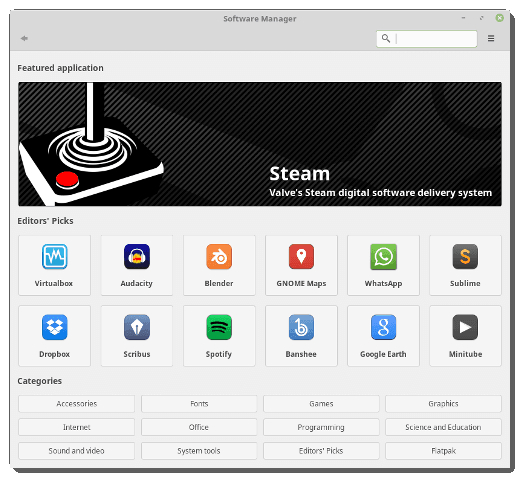 Software Manager
Featured application
Steam
Valve's Steam digital software delivery system
Editors' Picks
Virtualbox
Audacity
Blender
GNOME Maps
WhatsApp
Sublime
Dropbox
Scribus
Spotify
Banshee
Google Earth
Minitube
Categories
Accessories
Fonts
Games
Graphics
Internet
Office
Programming
Science and Education
Sound and video
System tools
Editors' Picks
Flatpak